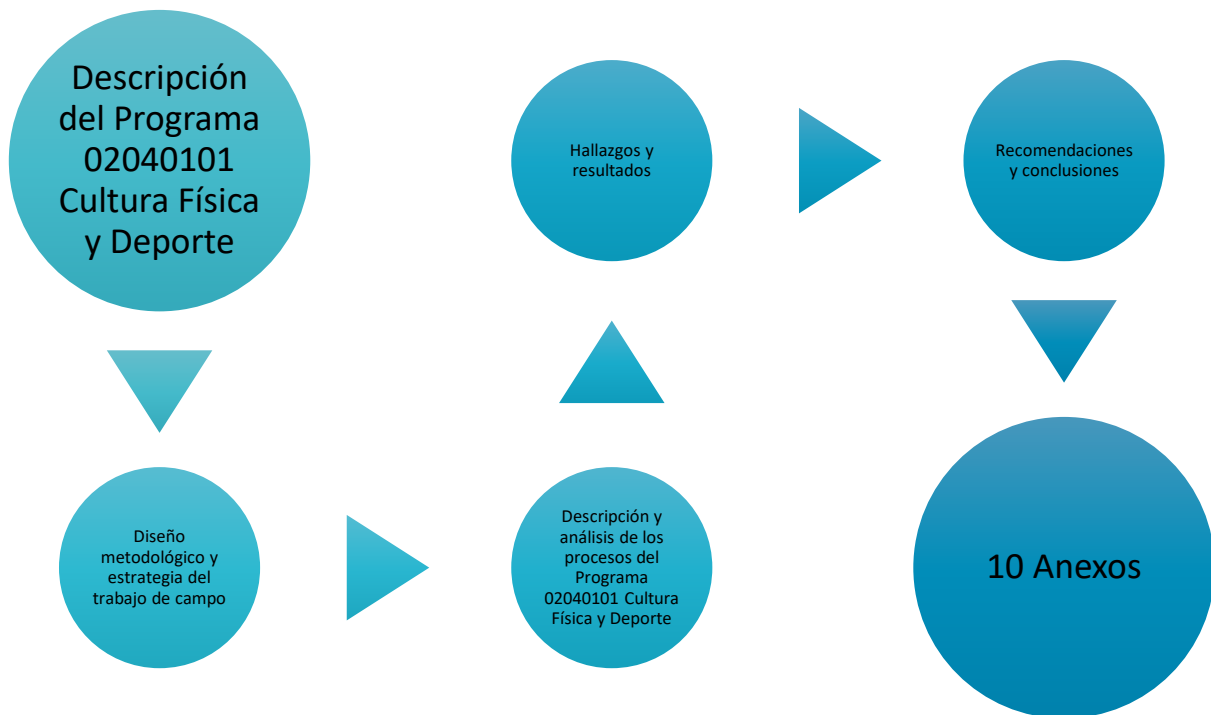 Descripción
del Programa
02040101
Cultura Física
y Deporte
Diseño
metodológico y
estrategia del
trabajo de campo
Descripción y
análisis de los
procesos del
Programa
02040101 Cultura
Física y Deporte
Hallazgos y
resultados
Recomendaciones
y conclusiones
10 Anexos